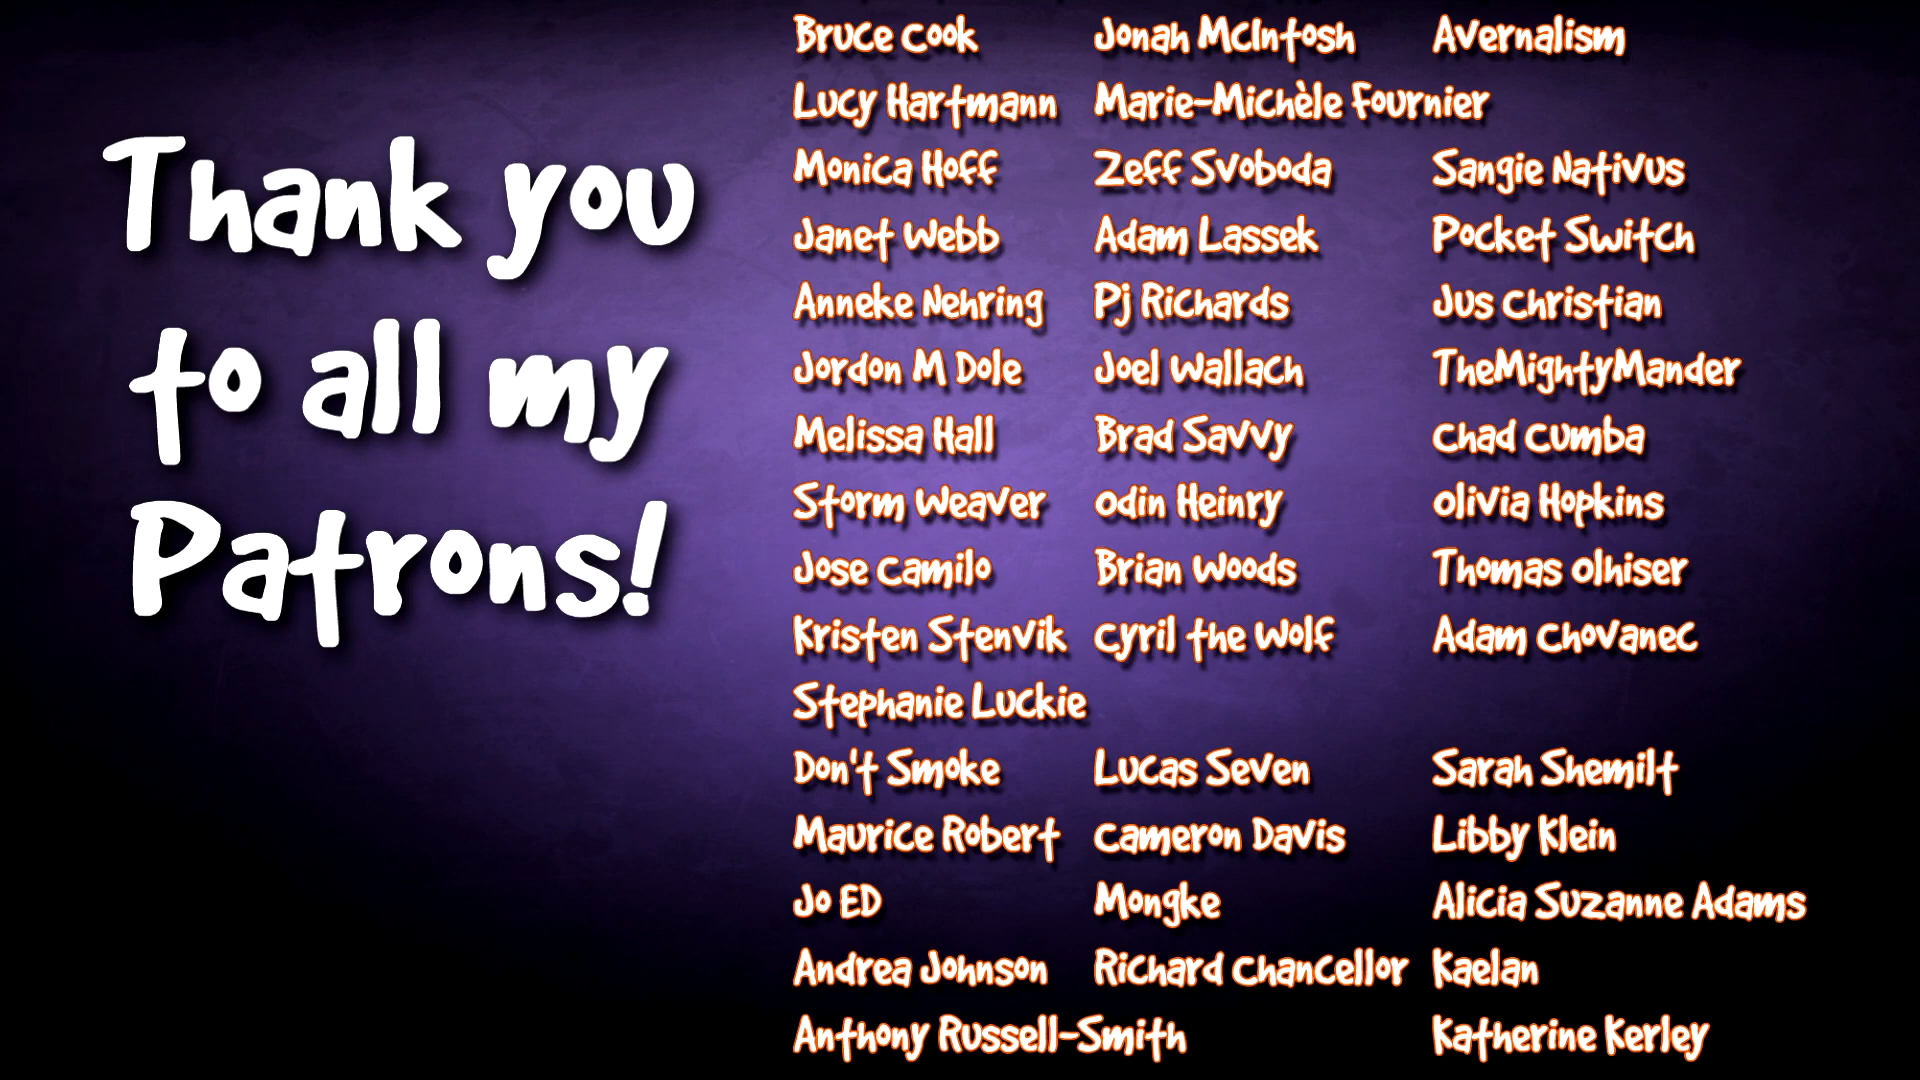 Thank you
to all my
Patrons!
Bruce Cook Jonah McIntosh Avernalism
Lucy Hartmann Marie-Michèle Fournier
Monica Hoff Zeff Svoboda Sangie Nativus
Janet Webb Adam Lassek Pocket Switch
Anneke Nehring Pj Richards Jus Christian
Jordon M Dole Joel Wallach TheMightyMander
Melissa Hall Brad Savvy Chad Cumba
Storm Weaver Odin Heinry Olivia Hopkins
Jose Camilo Brian Woods Thomas Olhiser
Kristen Stenvik Cyril the Wolf Adam Chovanec
Stephanie Luckie
Don't Smoke Lucas Seven Sarah Shemilt
Maurice Robert Cameron Davis Libby Klein
Jo ED Mongke Alicia Suzanne Adams
Andrea Johnson Richard Chancellor Kaelan
Anthony Russell-Smith Katherine Kerley